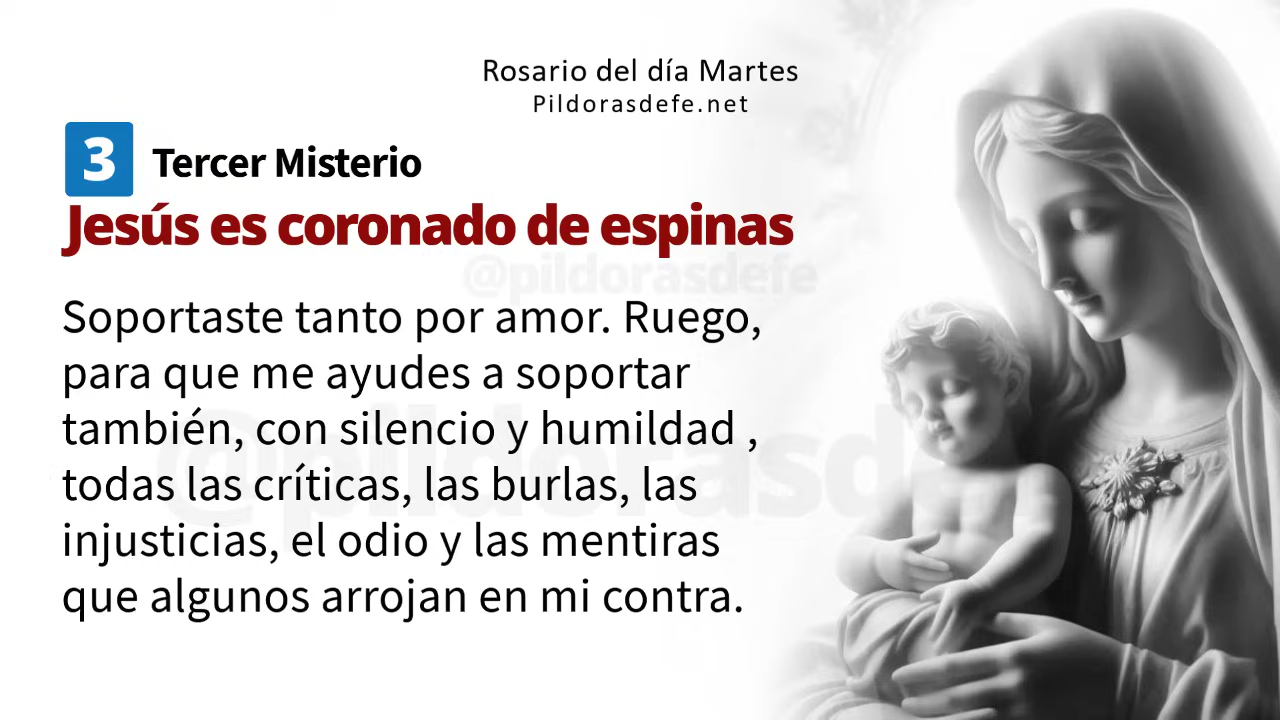 Rosario del día Martes
Pildorasdefe.net
3 Tercer Misterio
Jesús es coronado de espinas
@pildorasdefe
Soportaste tanto por amor. Ruego,
para que me ayudes a soportar
también, con silencio y humildad ,
todas las críticas, las burlas, las
injusticias, el odio y las mentiras
que algunos arrojan en mi contra.
@pildorasdefe